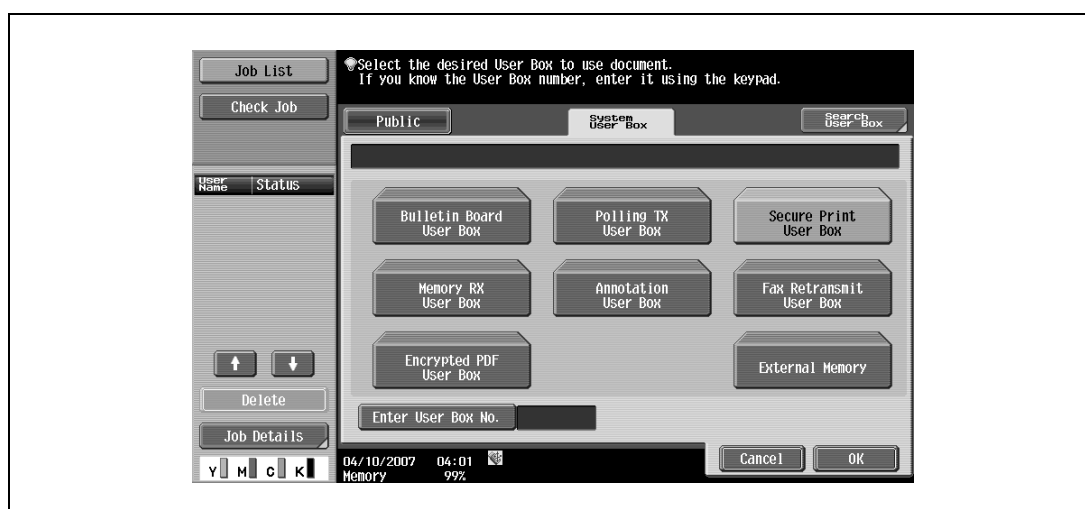 Job List
Check Job
User Name
Status
Delete
Job Details
Y M C K
Select the desired User Box to use document.
If you know the User Box number, enter it using the keypad.
Public
System
User Box
Search
User Box
Bulletin Board
User Box
Polling TX
User Box
Secure Print
User Box
Memory RX
User Box
Annotation
User Box
Fax Retransmit
User Box
Encrypted PDF
User Box
External Memory
Enter User Box No.
04/10/2007 04:01
Memory 99%
Cancel
OK